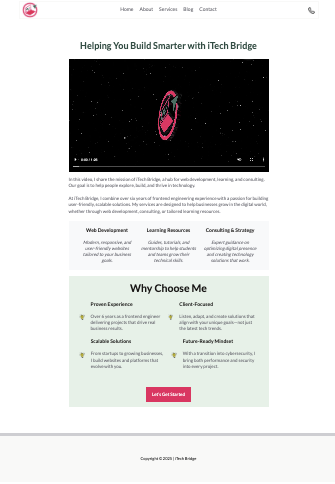 Home About Services Blog Contact
Helping You Build Smarter with iTech Bridge
In this video, I share the mission of iTech Bridge, a hub for web development, learning, and consulting.
Our goal is to help people explore, build, and thrive in technology.
At iTech Bridge, I combine over 10 years of frontend engineering experience with a passion for building
user-friendly, scalable solutions. My services are designed to help businesses grow in the digital world,
whether through web development, consulting, or tailored learning resources.
Web Development
Modern, responsive, and
user-friendly websites
tailored to your business
goals.
Learning Resources
Guides, tutorials, and
mentorship to help students
and teams grow their
technical skills.
Consulting & Strategy
Expert guidance on
optimizing digital presence
and creating technology
solutions that work.
Why Choose Me
Proven Experience
Over 6 years as a frontend engineer
delivering projects that drive real
business results.
Client-Focused
Listen, adapt, and create solutions that
align with your unique goals—not just
the latest tech trends.
Scalable Solutions
From startups to growing businesses,
I build websites and platforms that
evolve with you.
Future-Ready Mindset
With a transition into cybersecurity, I
bring both performance and security
into every project.
Let's Get Started
Copyright © 2025 | iTech Bridge